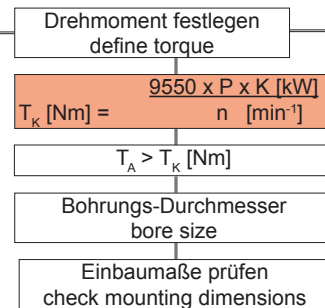 Drehmoment festlegen
define torque
9550 x P x K [kW]
T_K [Nm] = n [min⁻¹]
T_A > T_K [Nm]
Bohrungs-Durchmesser
bore size
Einbaumaße prüfen
check mounting dimensions